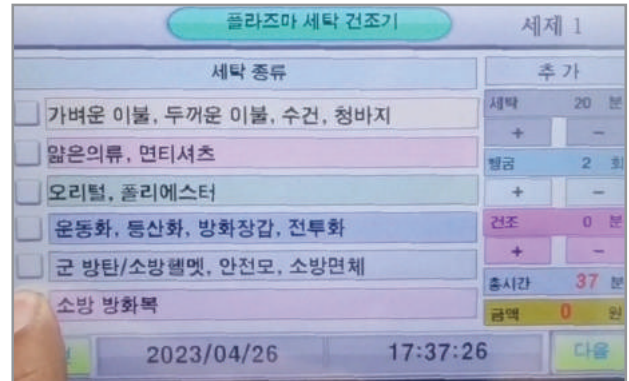 플라즈마 세탁 건조기
세제 1
세탁 종류
추 가
가벼운 이불, 두꺼운 이불, 수건, 청바지
얇은의류, 면티셔츠
오리털, 폴리에스터
운동화, 등산화, 방화장갑, 전투화
군 방탄/소방헬멧, 안전모, 소방면체
소방 방화복
세탁 20 분
+ -
헹굼 2 회
+ -
건조 0 분
+ -
총시간 37 분
금액 0 원
2023/04/26
17:37:26
다음